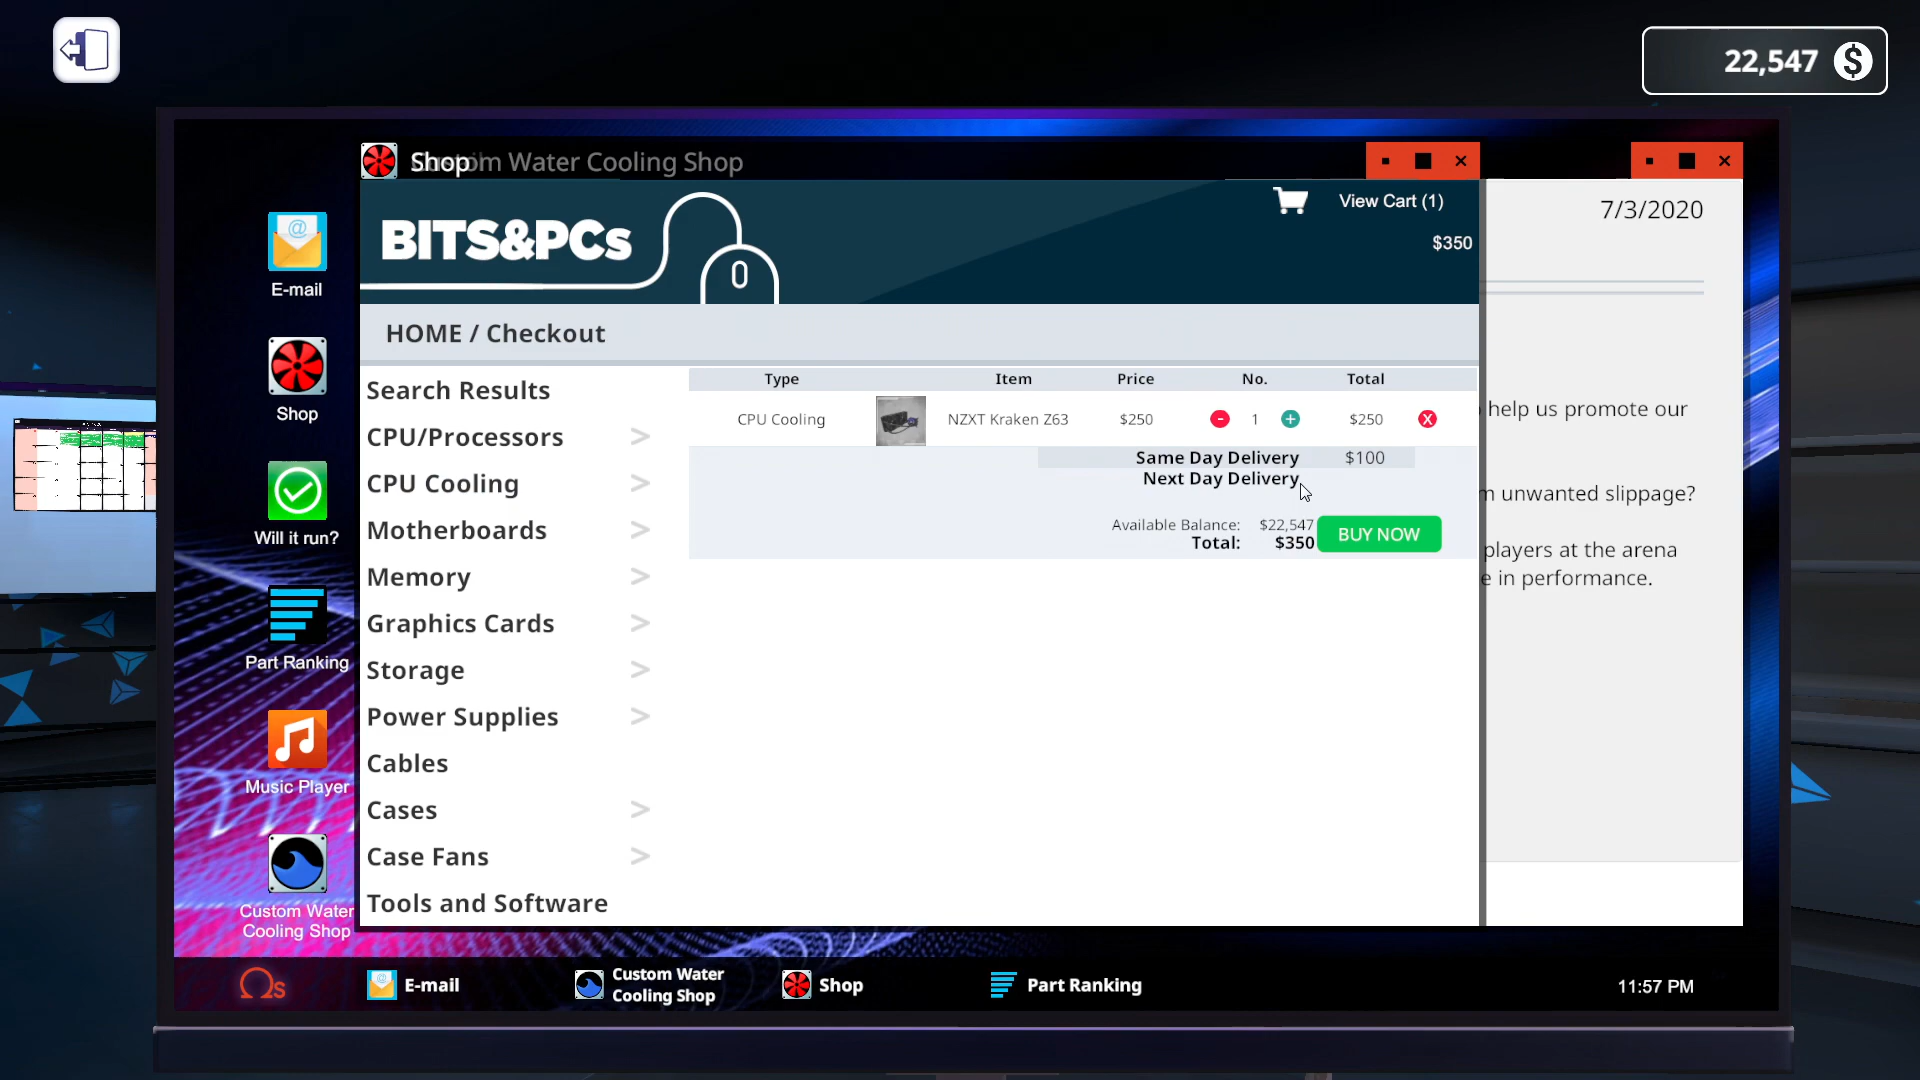 22,547 $
Shop
Custom Water Cooling Shop
7/3/2020
BITS&PCs
View Cart (1)
$350
HOME / Checkout
E-mail
Shop
Will it run?
Part Ranking
Music Player
Custom Water
Cooling Shop
Search Results
CPU/Processors >
CPU Cooling >
Motherboards >
Memory >
Graphics Cards >
Storage >
Power Supplies >
Cables
Cases >
Case Fans >
Tools and Software
Type Item Price No. Total
CPU Cooling NZXT Kraken Z63 $250 - 1 + $250 X
Same Day Delivery $100
Next Day Delivery
Available Balance: $22,547
Total: $350
BUY NOW
help us promote our
unwanted slippage?
players at the arena
in performance.
Ωs
E-mail
Custom Water
Cooling Shop
Shop
Part Ranking
11:57 PM